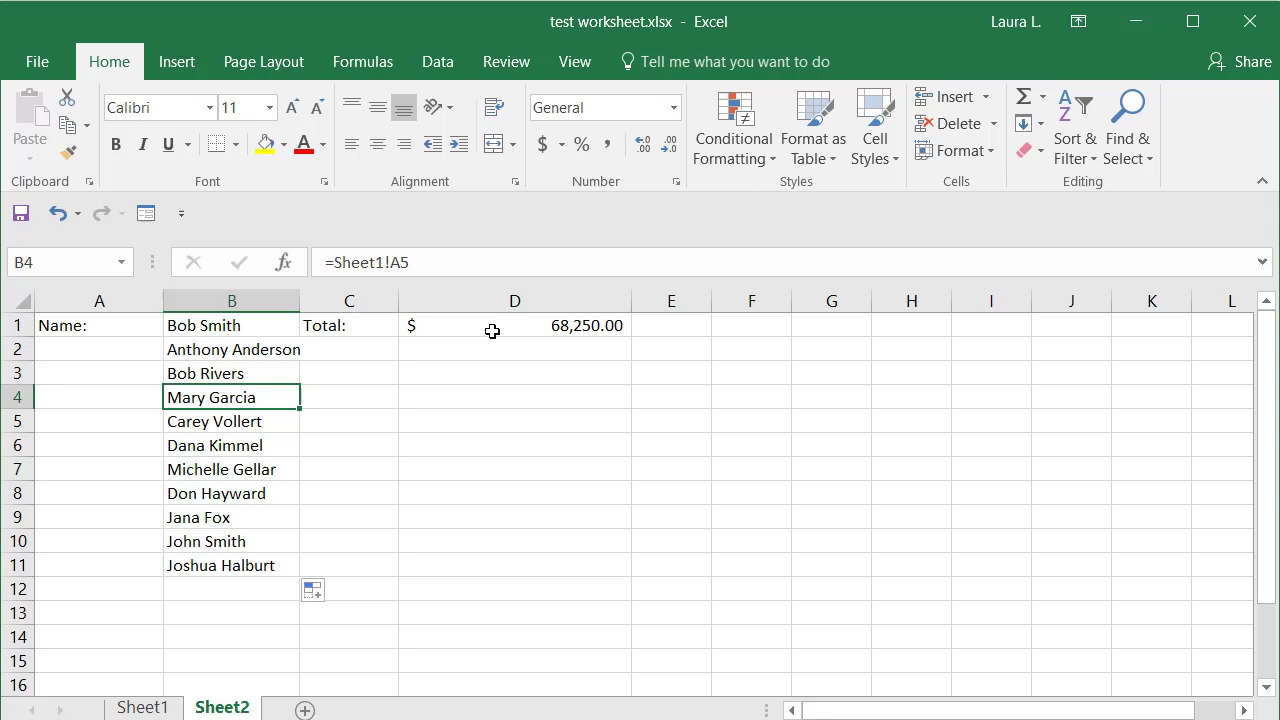 test worksheet.xlsx - Excel
Laura L.
File Home Insert Page Layout Formulas Data Review View Tell me what you want to do Share
Paste
Calibri 11 A A
B I U A
General
$ % , .00 .00
Conditional Formatting
Format as Table
Cell Styles
Insert
Delete
Format
Σ
A Z
Sort & Filter
Find & Select
Clipboard Font Alignment Number Styles Cells Editing
B4 fx =Sheet1!A5
A B C D E F G H I J K L
1 Name: Bob Smith Total: $ 68,250.00
2 Anthony Anderson
3 Bob Rivers
4 Mary Garcia
5 Carey Vollert
6 Dana Kimmel
7 Michelle Gellar
8 Don Hayward
9 Jana Fox
10 John Smith
11 Joshua Halburt
12
13
14
15
16
Sheet1 Sheet2